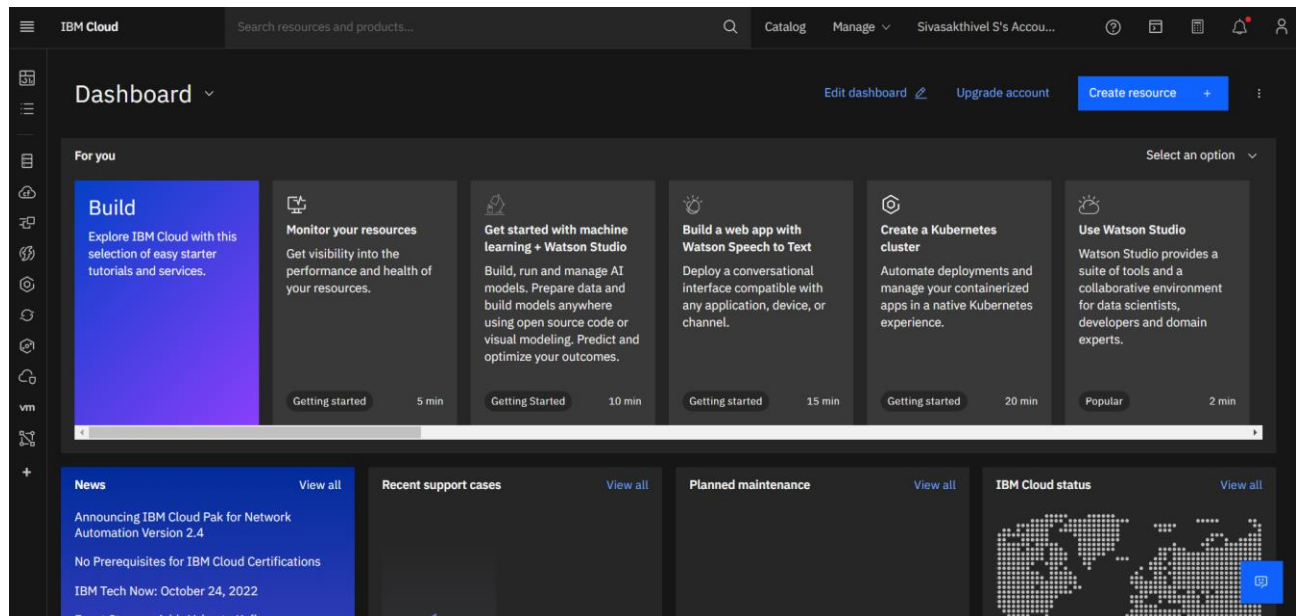 IBM Cloud
Search resources and products...
Catalog
Manage
Sivasakthivel S's Accou...
Dashboard
Edit dashboard
Upgrade account
Create resource +
For you
Select an option
Build
Explore IBM Cloud with this
selection of easy starter
tutorials and services.
Monitor your resources
Get visibility into the
performance and health of
your resources.
Getting started
5 min
Get started with machine
learning + Watson Studio
Build, run and manage AI
models. Prepare data and
build models anywhere
using open source code or
visual modeling. Predict and
optimize your outcomes.
Getting Started
10 min
Build a web app with
Watson Speech to Text
Deploy a conversational
interface compatible with
any application, device, or
channel.
Getting started
15 min
Create a Kubernetes
cluster
Automate deployments and
manage your containerized
apps in a native Kubernetes
experience.
Getting started
20 min
Use Watson Studio
Watson Studio provides a
suite of tools and a
collaborative environment
for data scientists,
developers and domain
experts.
Popular
2 min
vm
News
View all
Announcing IBM Cloud Pak for Network
Automation Version 2.4
No Prerequisites for IBM Cloud Certifications
IBM Tech Now: October 24, 2022
Recent support cases
View all
Planned maintenance
View all
IBM Cloud status
View all